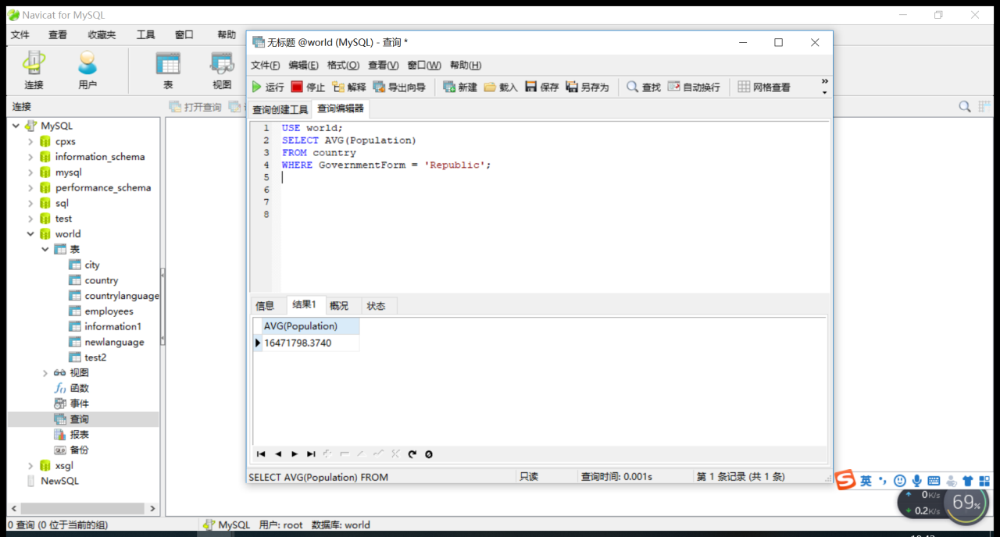 Navicat for MySQL
文件 查看 收藏夹 工具 窗口 帮助
连接 用户 表 视图
连接 打开查询
MySQL
cpxs
information_schema
mysql
performance_schema
sql
test
world
表
city
country
countrylanguage
employees
information1
newlanguage
test2
视图
函数
事件
查询
报表
备份
xsgl
NewSQL
无标题 @world (MySQL) - 查询 *
文件(F) 编辑(E) 格式(O) 查看(V) 窗口(W) 帮助(H)
运行 停止 解释 导出向导 新建 载入 保存 另存为 查找 自动换行 网格查看 »
查询创建工具 查询编辑器
1 USE world;
2 SELECT AVG(Population)
3 FROM country
4 WHERE GovernmentForm = 'Republic';
5
6
7
8
信息 结果1 概况 状态
AVG(Population)
16471798.3740
SELECT AVG(Population) FROM 只读 查询时间: 0.001s 第 1 条记录 (共 1 条)
S 英
0K/s
0.2K/s
69%
0 查询 (0 位于当前的组) MySQL 用户: root 数据库: world